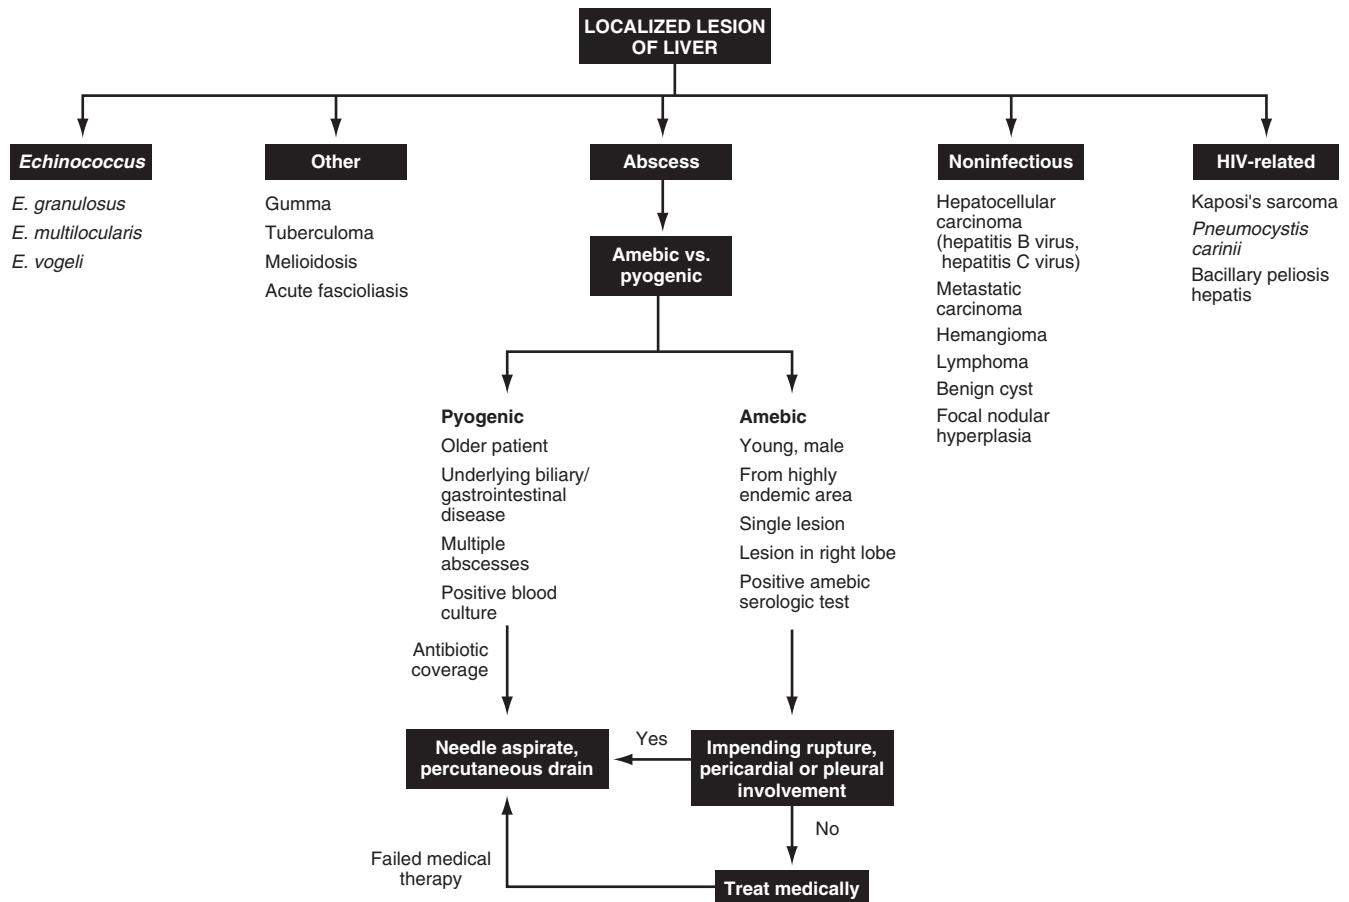 LOCALIZED LESION
OF LIVER
Echinococcus
E. granulosus
E. multilocularis
E. vogeli
Other
Gumma
Tuberculoma
Melioidosis
Acute fascioliasis
Abscess
Amebic vs.
pyogenic
Noninfectious
Hepatocellular
carcinoma
(hepatitis B virus,
hepatitis C virus)
Metastatic
carcinoma
Hemangioma
Lymphoma
Benign cyst
Focal nodular
hyperplasia
HIV-related
Kaposi's sarcoma
Pneumocystis
carinii
Bacillary peliosis
hepatis
Pyogenic
Older patient
Underlying biliary/
gastrointestinal
disease
Multiple
abscesses
Positive blood
culture
Amebic
Young, male
From highly
endemic area
Single lesion
Lesion in right lobe
Positive amebic
serologic test
Antibiotic
coverage
Needle aspirate,
percutaneous drain
Yes
Impending rupture,
pericardial or pleural
involvement
No
Failed medical
therapy
Treat medically